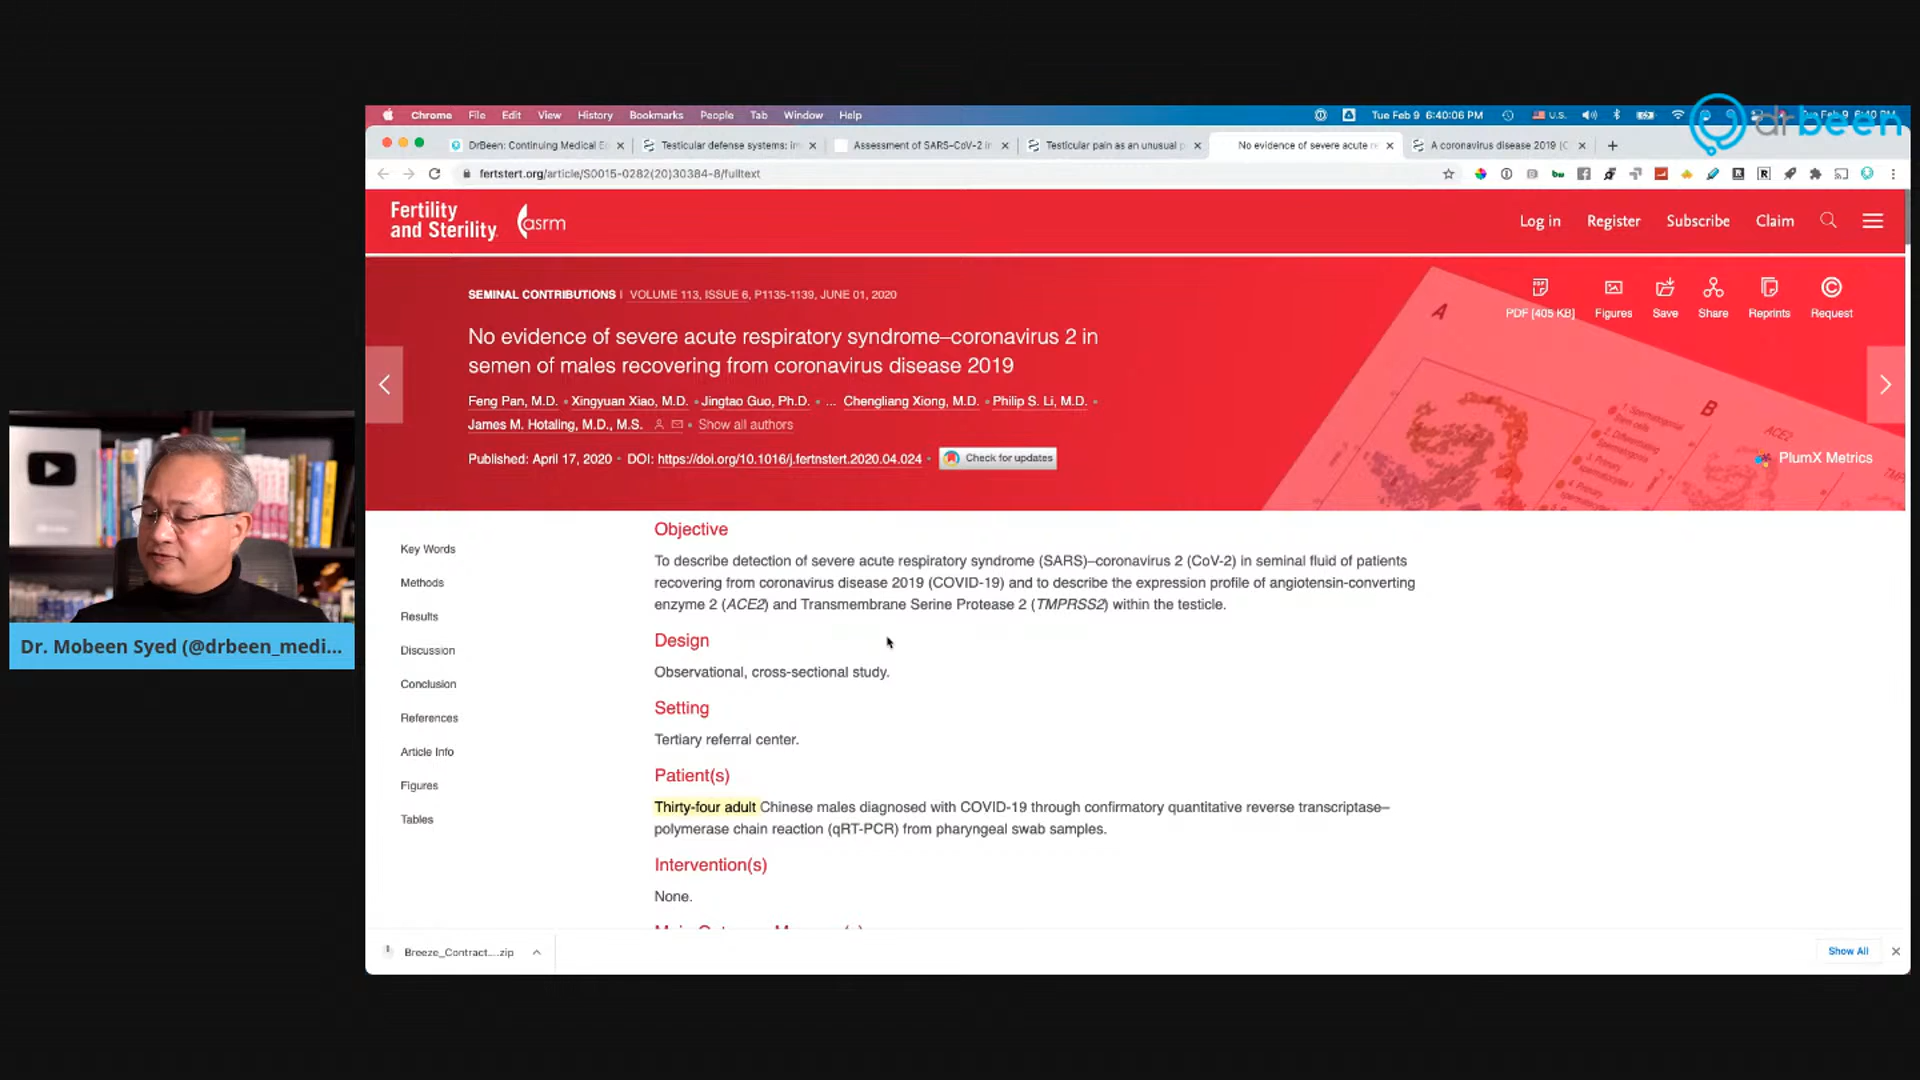 Chrome File Edit View History Bookmarks People Tab Window Help
U.S. Tue Feb 9 6:40:06 PM
drbeen
DrBeen: Continuing Medical E
Testicular defense systems: i
Assessment of SARS-CoV-2 i
Testicular pain as an unusual p
No evidence of severe acute re
A coronavirus disease 2019 (C
fertstert.org/article/S0015-0282(20)30384-8/fulltext
Fertility
and Sterility
asrm
Log in Register Subscribe Claim
SEMINAL CONTRIBUTIONS | VOLUME 113, ISSUE 6, P1135-1139, JUNE 01, 2020
PDF [405 KB] Figures Save Share Reprints Request
No evidence of severe acute respiratory syndrome–coronavirus 2 in
semen of males recovering from coronavirus disease 2019
Feng Pan, M.D. • Xingyuan Xiao, M.D. • Jingtao Guo, Ph.D. • ... Chengliang Xiong, M.D. • Philip S. Li, M.D. •
James M. Hotaling, M.D., M.S. • Show all authors
Published: April 17, 2020 • DOI: https://doi.org/10.1016/j.fertnstert.2020.04.024 • Check for updates
A
B
ACE2
PlumX Metrics
Key Words
Methods
Results
Discussion
Conclusion
References
Article Info
Figures
Tables
Objective
To describe detection of severe acute respiratory syndrome (SARS)–coronavirus 2 (CoV-2) in seminal fluid of patients
recovering from coronavirus disease 2019 (COVID-19) and to describe the expression profile of angiotensin-converting
enzyme 2 (ACE2) and Transmembrane Serine Protease 2 (TMPRSS2) within the testicle.
Design
Observational, cross-sectional study.
Setting
Tertiary referral center.
Patient(s)
Thirty-four adult Chinese males diagnosed with COVID-19 through confirmatory quantitative reverse transcriptase–
polymerase chain reaction (qRT-PCR) from pharyngeal swab samples.
Intervention(s)
None.
Dr. Mobeen Syed (@drbeen_medi...
Breeze_Contract....zip
Show All